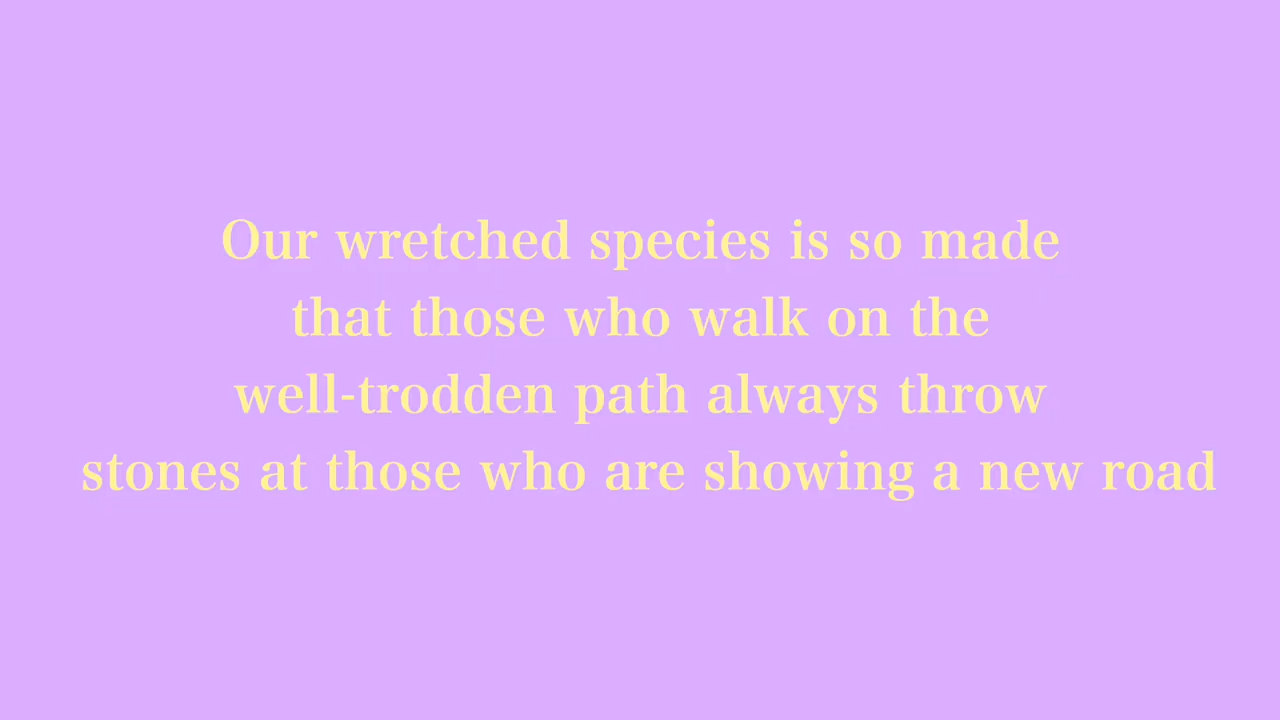 Our wretched species is so made
that those who walk on the
well-trodden path always throw
stones at those who are showing a new road